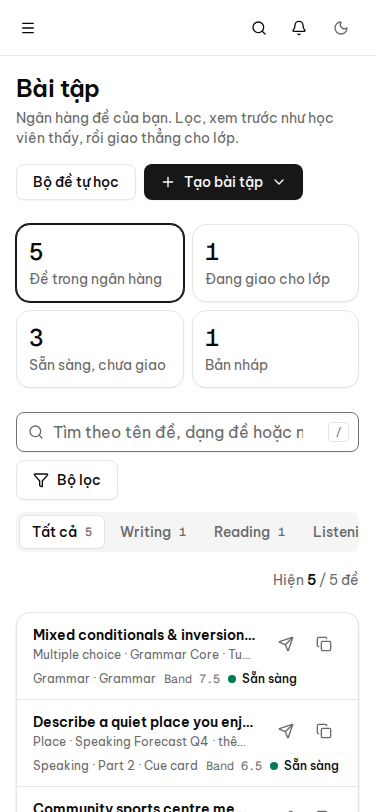 Bài tập
Ngân hàng đề của bạn. Lọc, xem trước như học
viên thấy, rồi giao thẳng cho lớp.
Bộ đề tự học
Tạo bài tập
5
Đề trong ngân hàng
1
Đang giao cho lớp
3
Sẵn sàng, chưa giao
1
Bản nháp
Tìm theo tên đề, dạng đề hoặc n
/
Bộ lọc
Tất cả 5 Writing 1 Reading 1 Listeni
Hiện 5 / 5 đề
Mixed conditionals & inversion...
Multiple choice · Grammar Core · Tu...
Grammar · Grammar Band 7.5 Sẵn sàng
Describe a quiet place you enj...
Place · Speaking Forecast Q4 · thê...
Speaking · Part 2 · Cue card Band 6.5 Sẵn sàng
Community sports centre me...